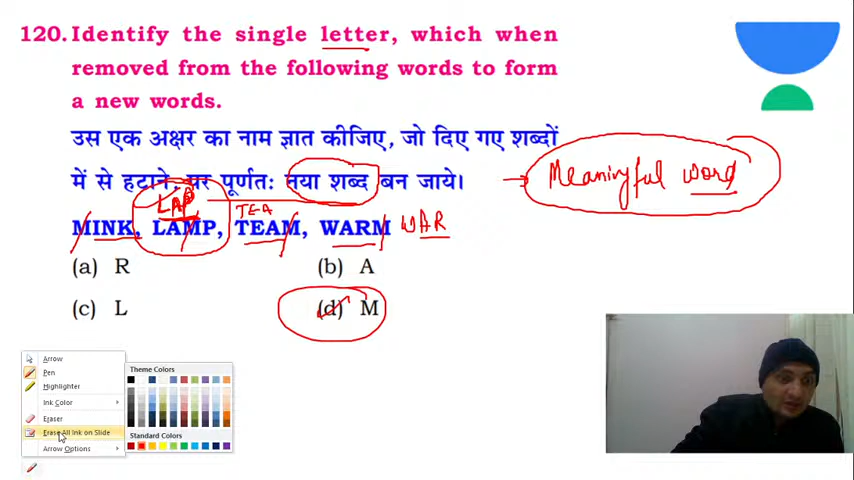 120. Identify the single letter, which when
removed from the following words to form
a new words.
उस एक अक्षर का नाम ज्ञात कीजिए, जो दिए गए शब्दों
में से हटाने पर पूर्णतः नया शब्द बन जाये।
Meaningful word
LAP
TEA
MINK, LAMP, TEAM, WARM WAR
(a) R (b) A
(c) L (d) M
Arrow
Pen
Highlighter
Ink Color
Eraser
Erase All Ink on Slide
Arrow Options
Theme Colors
Standard Colors